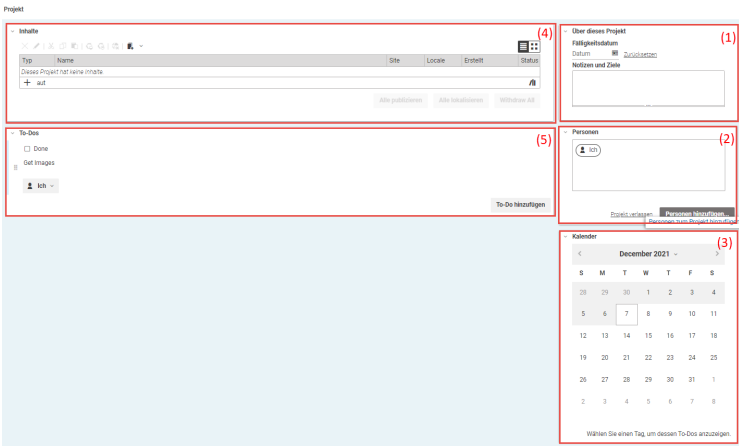 Projekt
Inhalte
(4)
Typ Name Site Locale Erstellt Status
Dieses Projekt hat keine Inhalte.
aut
Alle publizieren Alle lokalisieren Withdraw All
(5)
To-Dos
Done
Get Images
Ich
To-Do hinzufügen
Über dieses Projekt
(1)
Fälligkeitsdatum
Datum Zurücksetzen
Notizen und Ziele
Personen
(2)
Ich
Projekt verlassen Personen hinzufügen...
Personen zum Projekt hinzufügen
Kalender
(3)
December 2021
S M T W T F S
28 29 30 1 2 3 4
5 6 7 8 9 10 11
12 13 14 15 16 17 18
19 20 21 22 23 24 25
26 27 28 29 30 31 1
2 3 4 5 6 7 8
Wählen Sie einen Tag, um dessen To-Dos anzuzeigen.